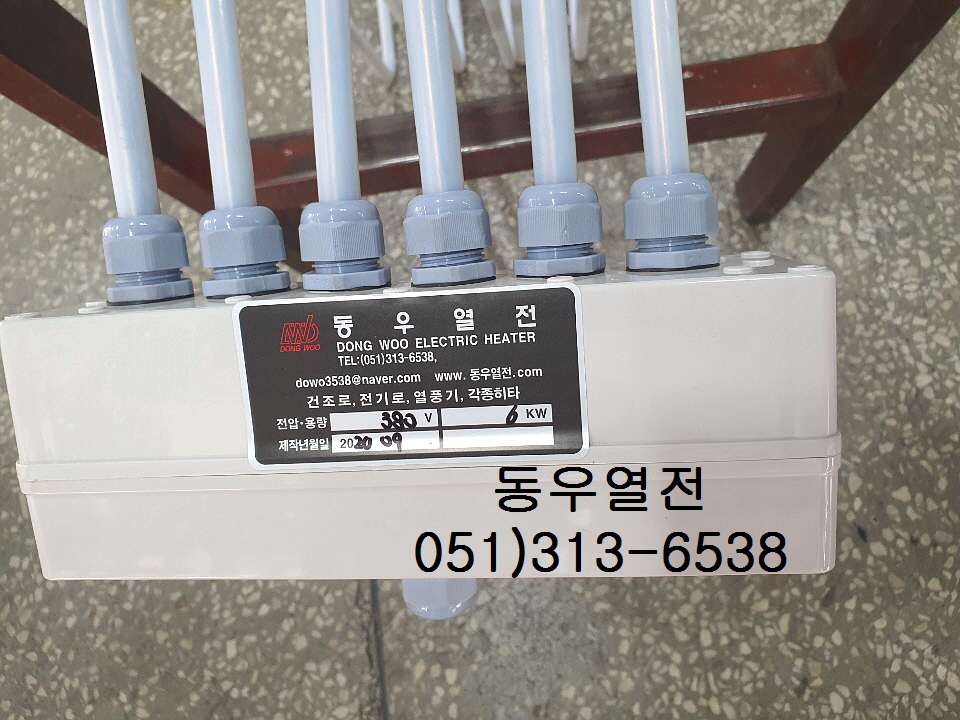 동우열전
DONG WOO
DONG WOO ELECTRIC HEATER
TEL:(051)313-6538,
dowo3538@naver.com www.동우열전.com
건조로, 전기로, 열풍기, 각종히타
전압·용량 380 V 6 KW
제작년월일 2020 09 .
동우열전
051)313-6538